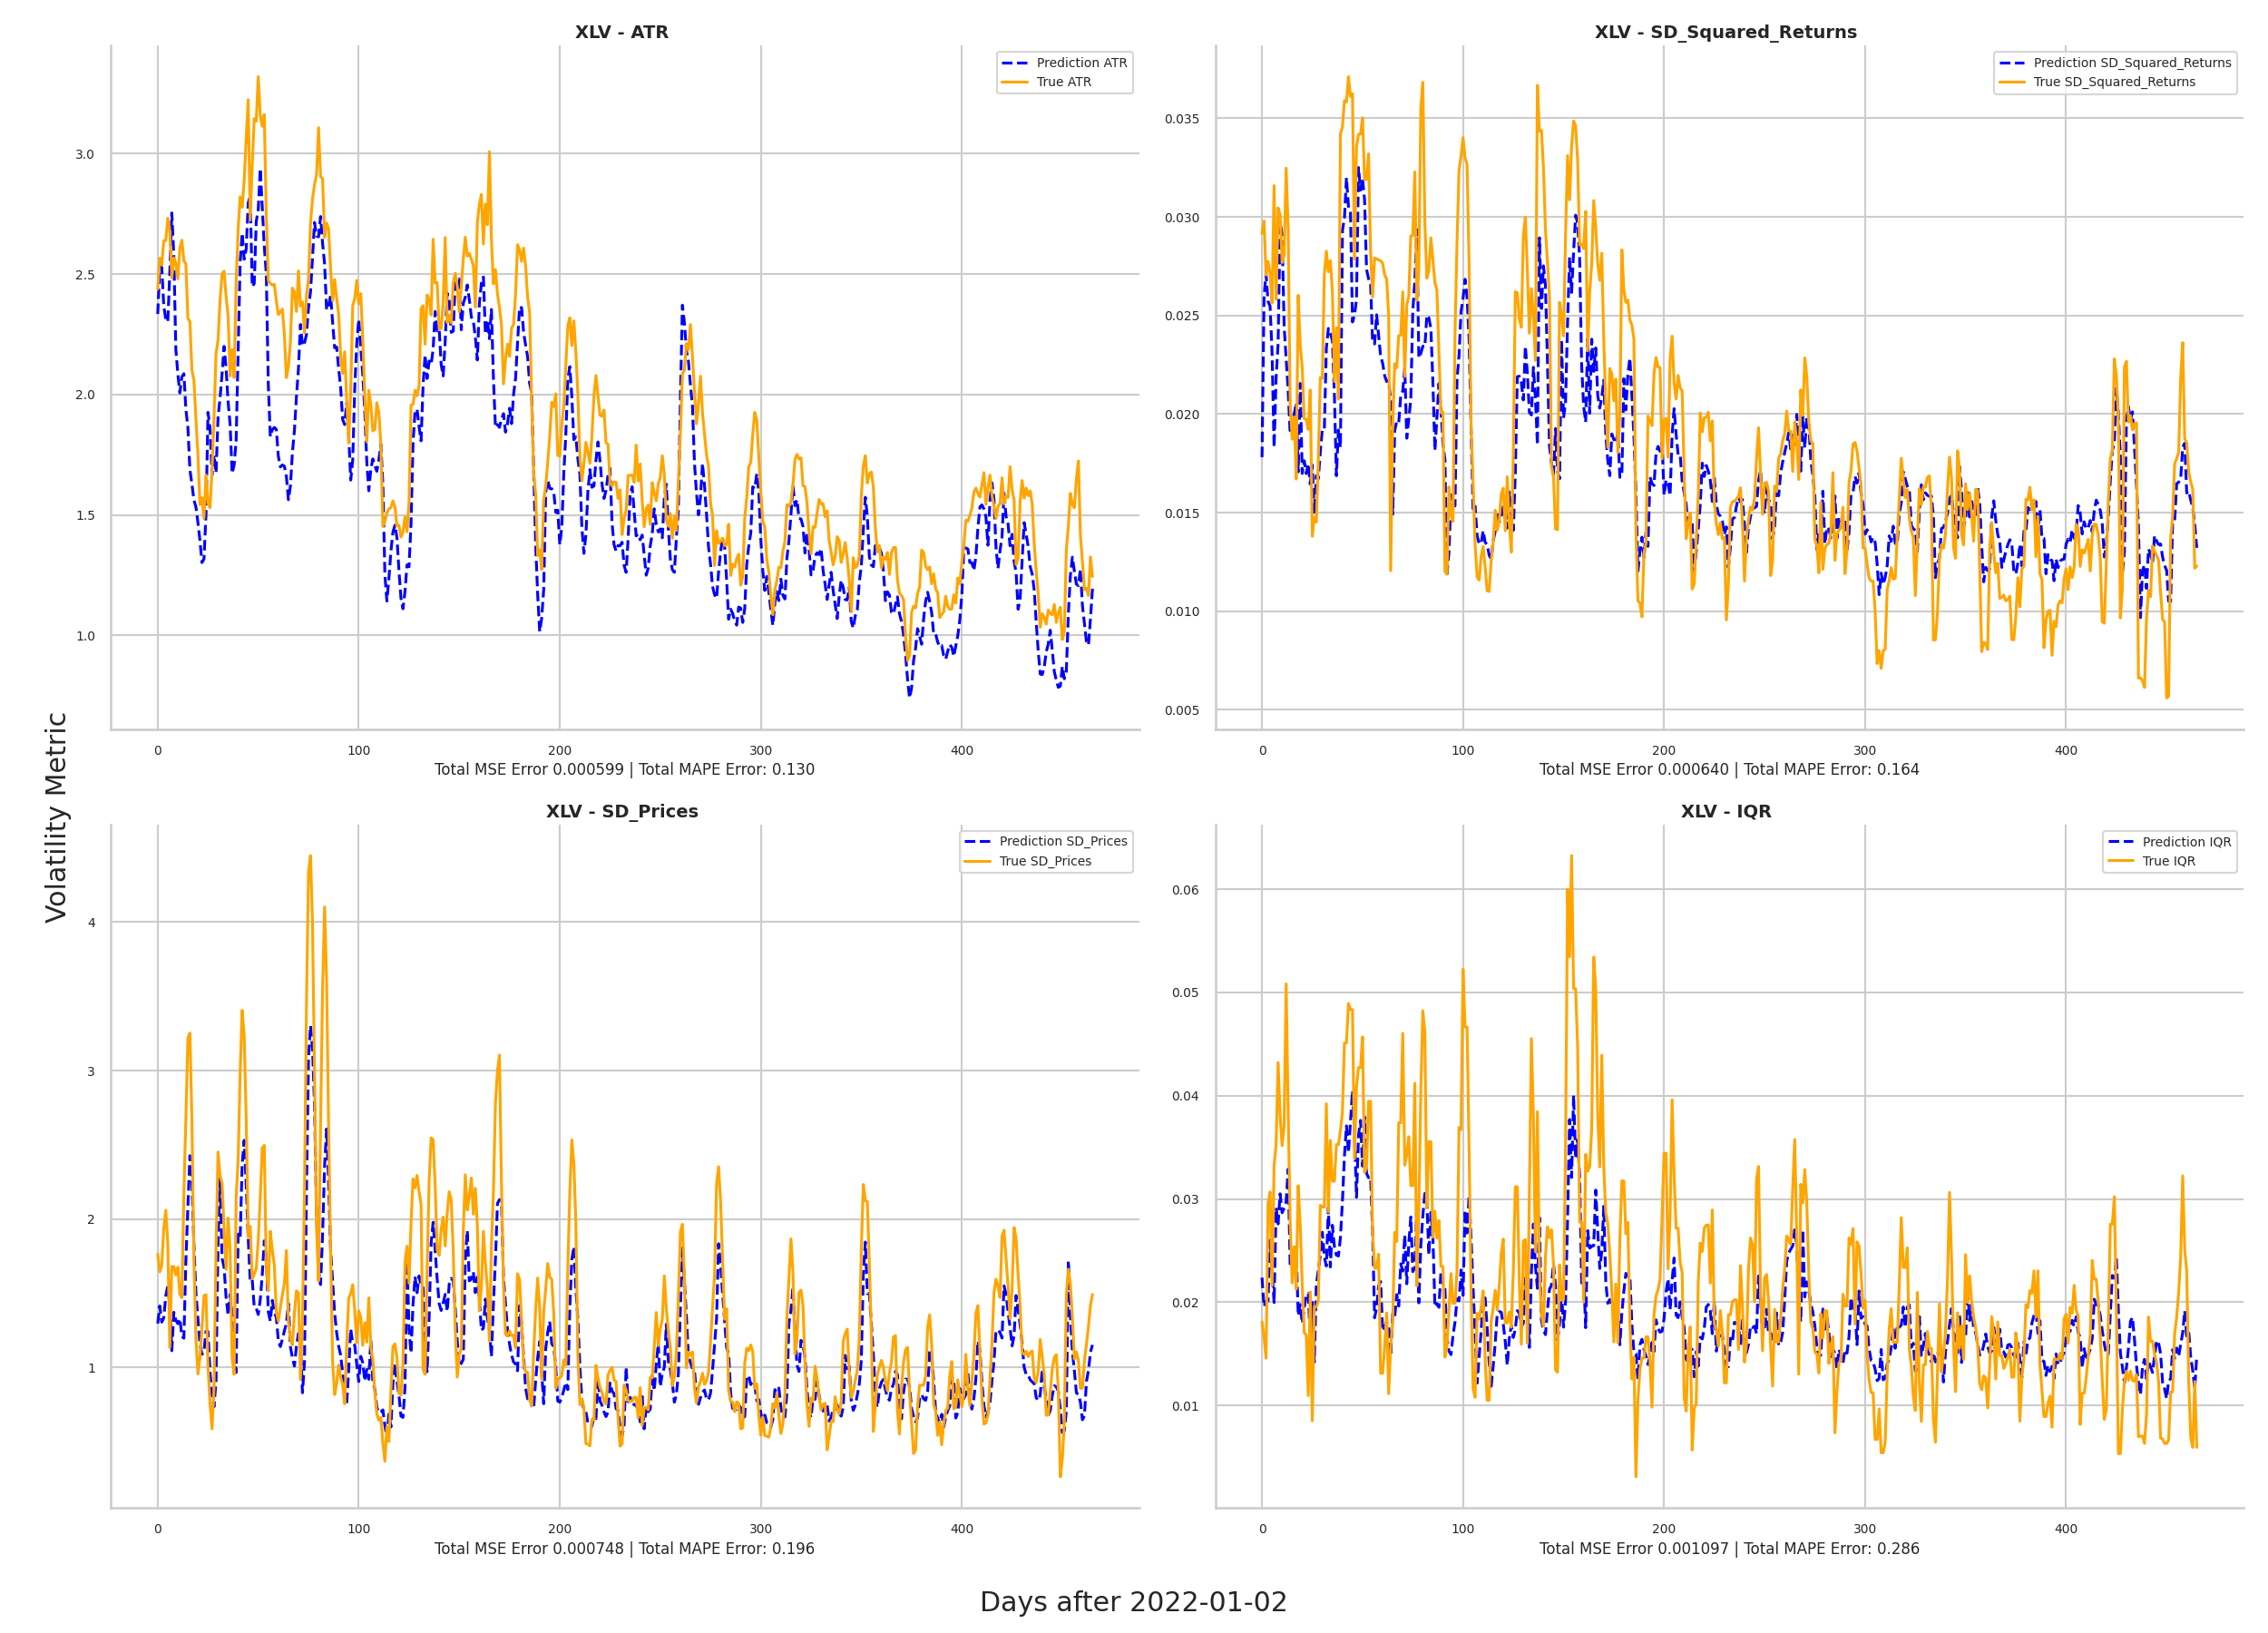 XLV - ATR
Prediction ATR
True ATR
3.0
2.5
2.0
1.5
1.0
0
100
200
300
400
Total MSE Error 0.000599 | Total MAPE Error: 0.130
XLV - SD_Squared_Returns
Prediction SD_Squared_Returns
True SD_Squared_Returns
0.035
0.030
0.025
0.020
0.015
0.010
0.005
0
100
200
300
400
Total MSE Error 0.000640 | Total MAPE Error: 0.164
Volatility Metric
XLV - SD_Prices
Prediction SD_Prices
True SD_Prices
4
3
2
1
0
100
200
300
400
Total MSE Error 0.000748 | Total MAPE Error: 0.196
XLV - IQR
Prediction IQR
True IQR
0.06
0.05
0.04
0.03
0.02
0.01
0
100
200
300
400
Total MSE Error 0.001097 | Total MAPE Error: 0.286
Days after 2022-01-02